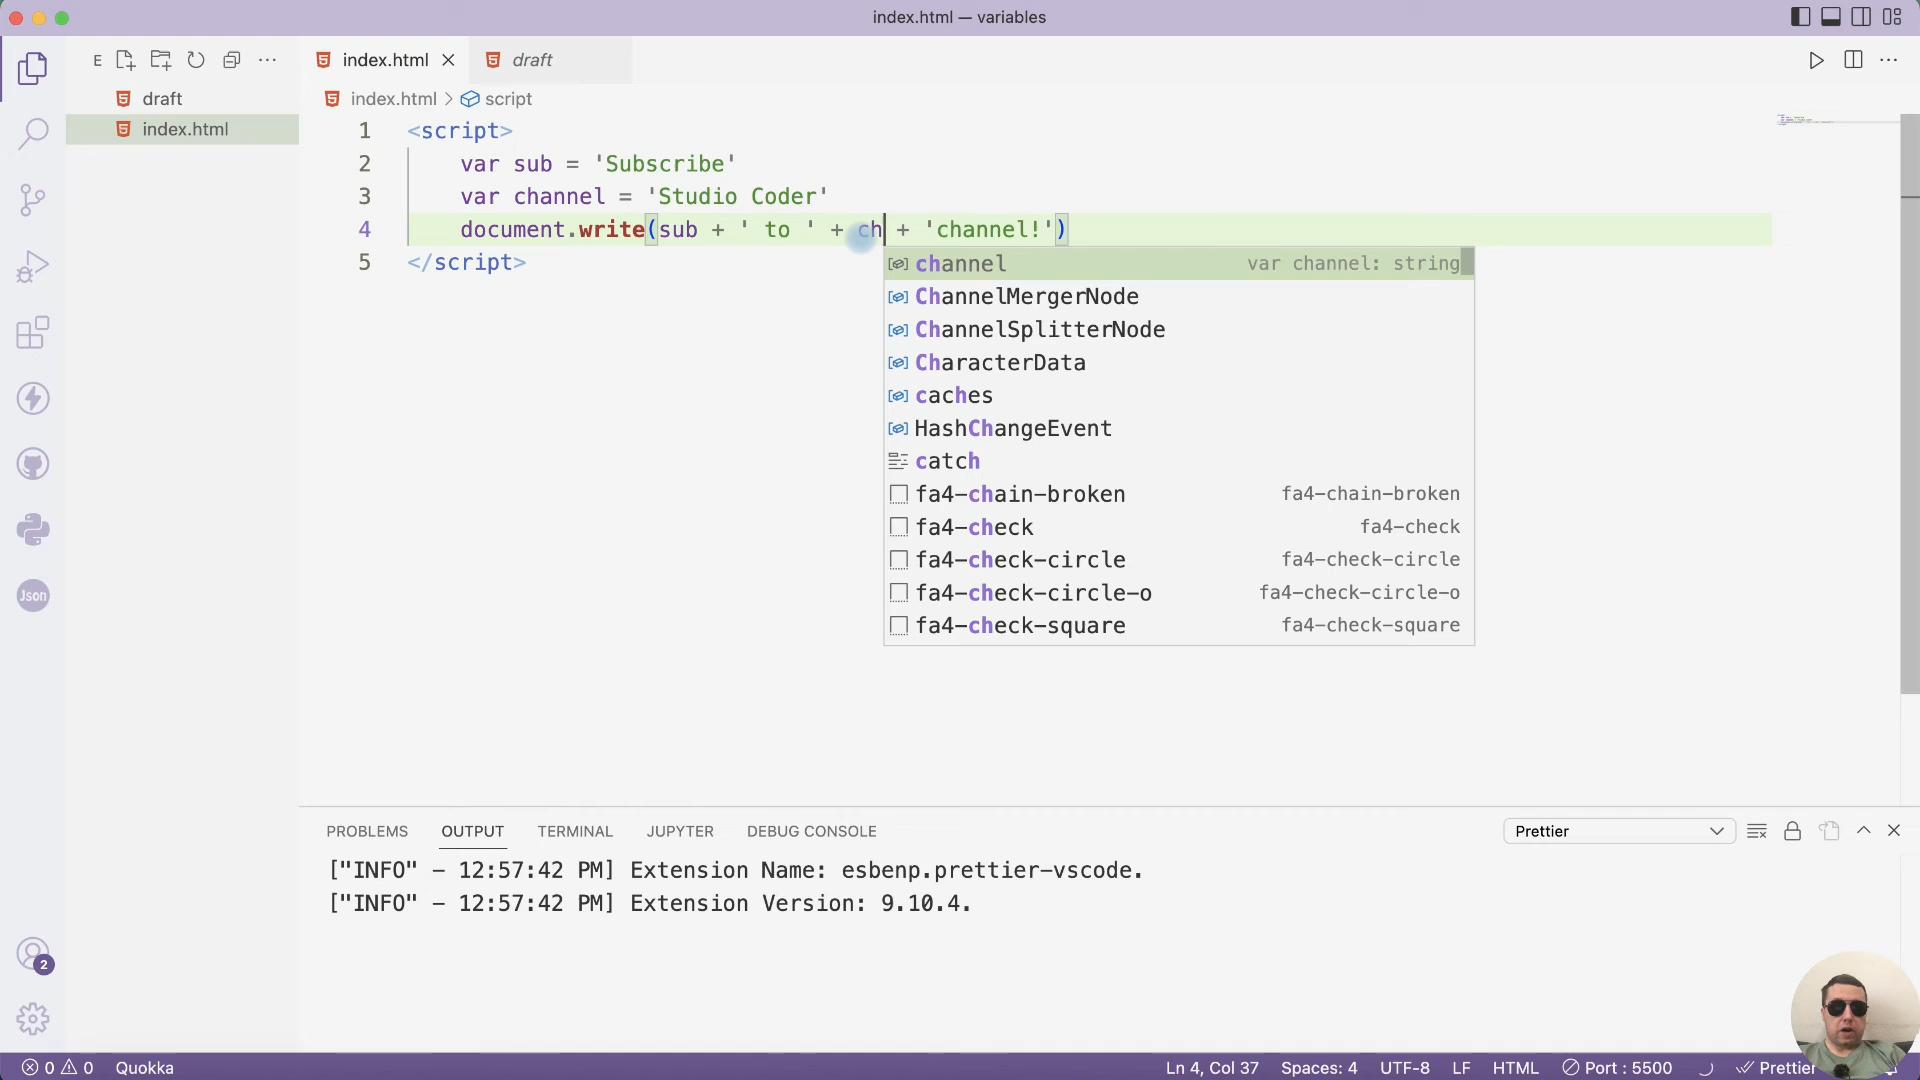 index.html — variables
E
index.html
draft
draft
index.html
index.html > script
1 <script>
2 var sub = 'Subscribe'
3 var channel = 'Studio Coder'
4 document.write(sub + ' to ' + ch + 'channel!')
5 </script>
channel var channel: string
ChannelMergerNode
ChannelSplitterNode
CharacterData
caches
HashChangeEvent
catch
fa4-chain-broken fa4-chain-broken
fa4-check fa4-check
fa4-check-circle fa4-check-circle
fa4-check-circle-o fa4-check-circle-o
fa4-check-square fa4-check-square
Json
PROBLEMS OUTPUT TERMINAL JUPYTER DEBUG CONSOLE Prettier
["INFO" – 12:57:42 PM] Extension Name: esbenp.prettier-vscode.
["INFO" – 12:57:42 PM] Extension Version: 9.10.4.
2
0 0 Quokka Ln 4, Col 37 Spaces: 4 UTF-8 LF HTML Port : 5500 Prettier